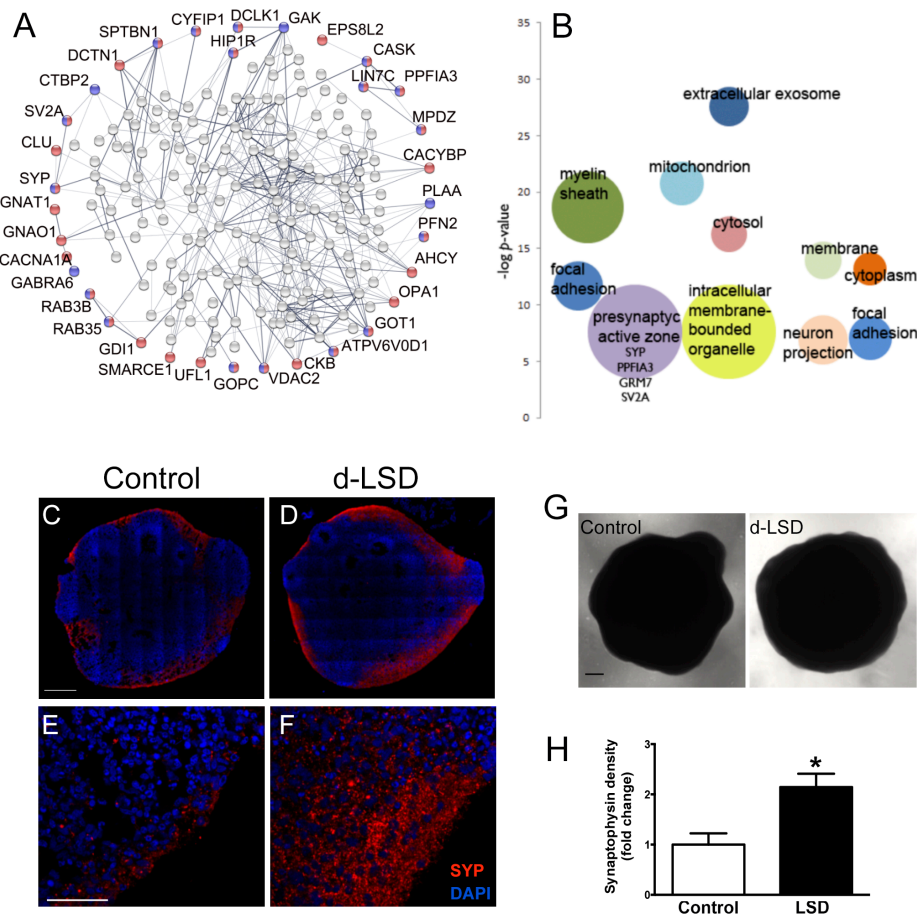 A
DCLK1
GAK
CYFIP1
EPS8L2
SPTBN1
HIP1R
CASK
DCTN1
LIN7C
PPFIA3
CTBP2
SV2A
MPDZ
CLU
CACYBP
SYP
PLAA
GNAT1
PFN2
GNAO1
AHCY
CACNA1A
GABRA6
OPA1
RAB3B
GOT1
RAB35
GDI1
ATPV6V0D1
SMARCE1
CKB
UFL1
VDAC2
GOPC
B
35
30
25
20
15
10
5
0
-log p-value
extracellular exosome
mitochondrion
myelin
sheath
cytosol
membrane
cytoplasm
focal
adhesion
presynaptyc
active zone
SYP
PPFIA3
GRM7
SV2A
intracellular
membrane-
bounded
organelle
neuron
projection
focal
adhesion
Control
d-LSD
C
D
E
F
SYP
DAPI
G
Control
d-LSD
H
Synaptophysin density
(fold change)
3
2
1
0
*
Control
LSD